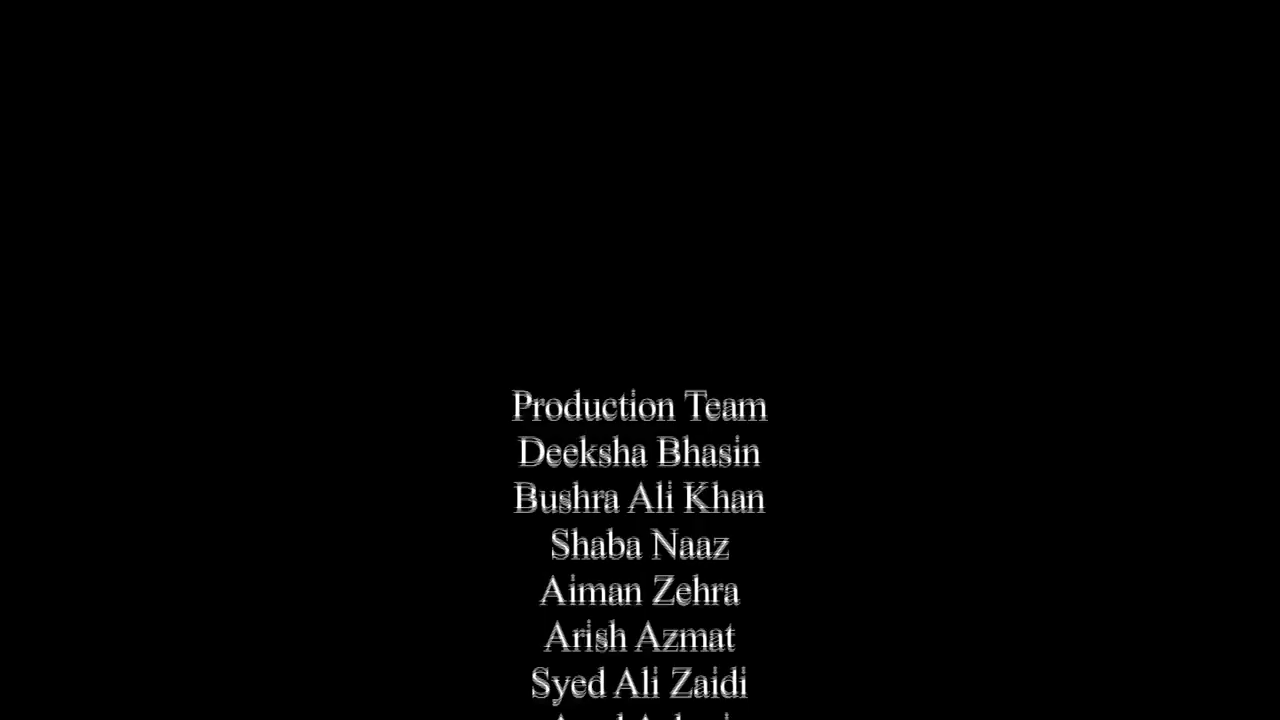 Production Team
Deeksha Bhasin
Bushra Ali Khan
Shaba Naaz
Aiman Zehra
Arish Azmat
Syed Ali Zaidi